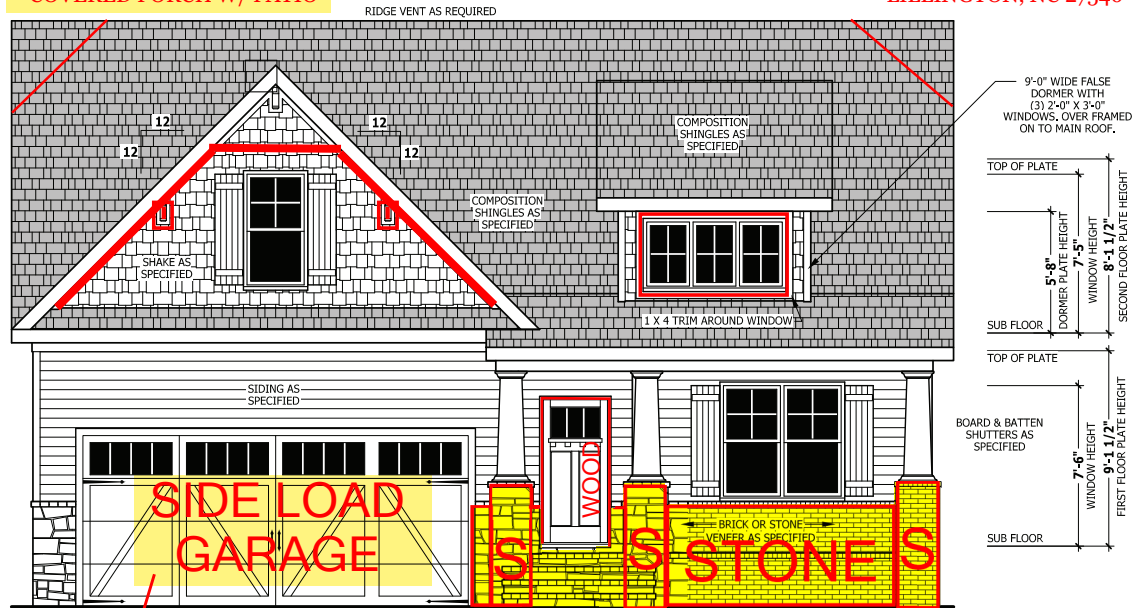 COVERED PORCH W/ PATIO
LILLINGTON, NC 27546
RIDGE VENT AS REQUIRED
9'-0" WIDE FALSE
DORMER WITH
(3) 2'-0" X 3'-0"
WINDOWS. OVER FRAMED
ON TO MAIN ROOF.
12
12
12
12
COMPOSITION
SHINGLES AS
SPECIFIED
COMPOSITION
SHINGLES AS
SPECIFIED
SHAKE AS
SPECIFIED
1 X 4 TRIM AROUND WINDOW
TOP OF PLATE
5'-8"
DORMER PLATE HEIGHT
7'-5"
WINDOW HEIGHT
8'-1 1/2"
SECOND FLOOR PLATE HEIGHT
SUB FLOOR
TOP OF PLATE
SIDING AS
SPECIFIED
BOARD & BATTEN
SHUTTERS AS
SPECIFIED
7'-6"
WINDOW HEIGHT
9'-1 1/2"
FIRST FLOOR PLATE HEIGHT
SUB FLOOR
WOOD
SIDE LOAD
GARAGE
BRICK OR STONE
VENEER AS SPECIFIED
S
S
STONE
S